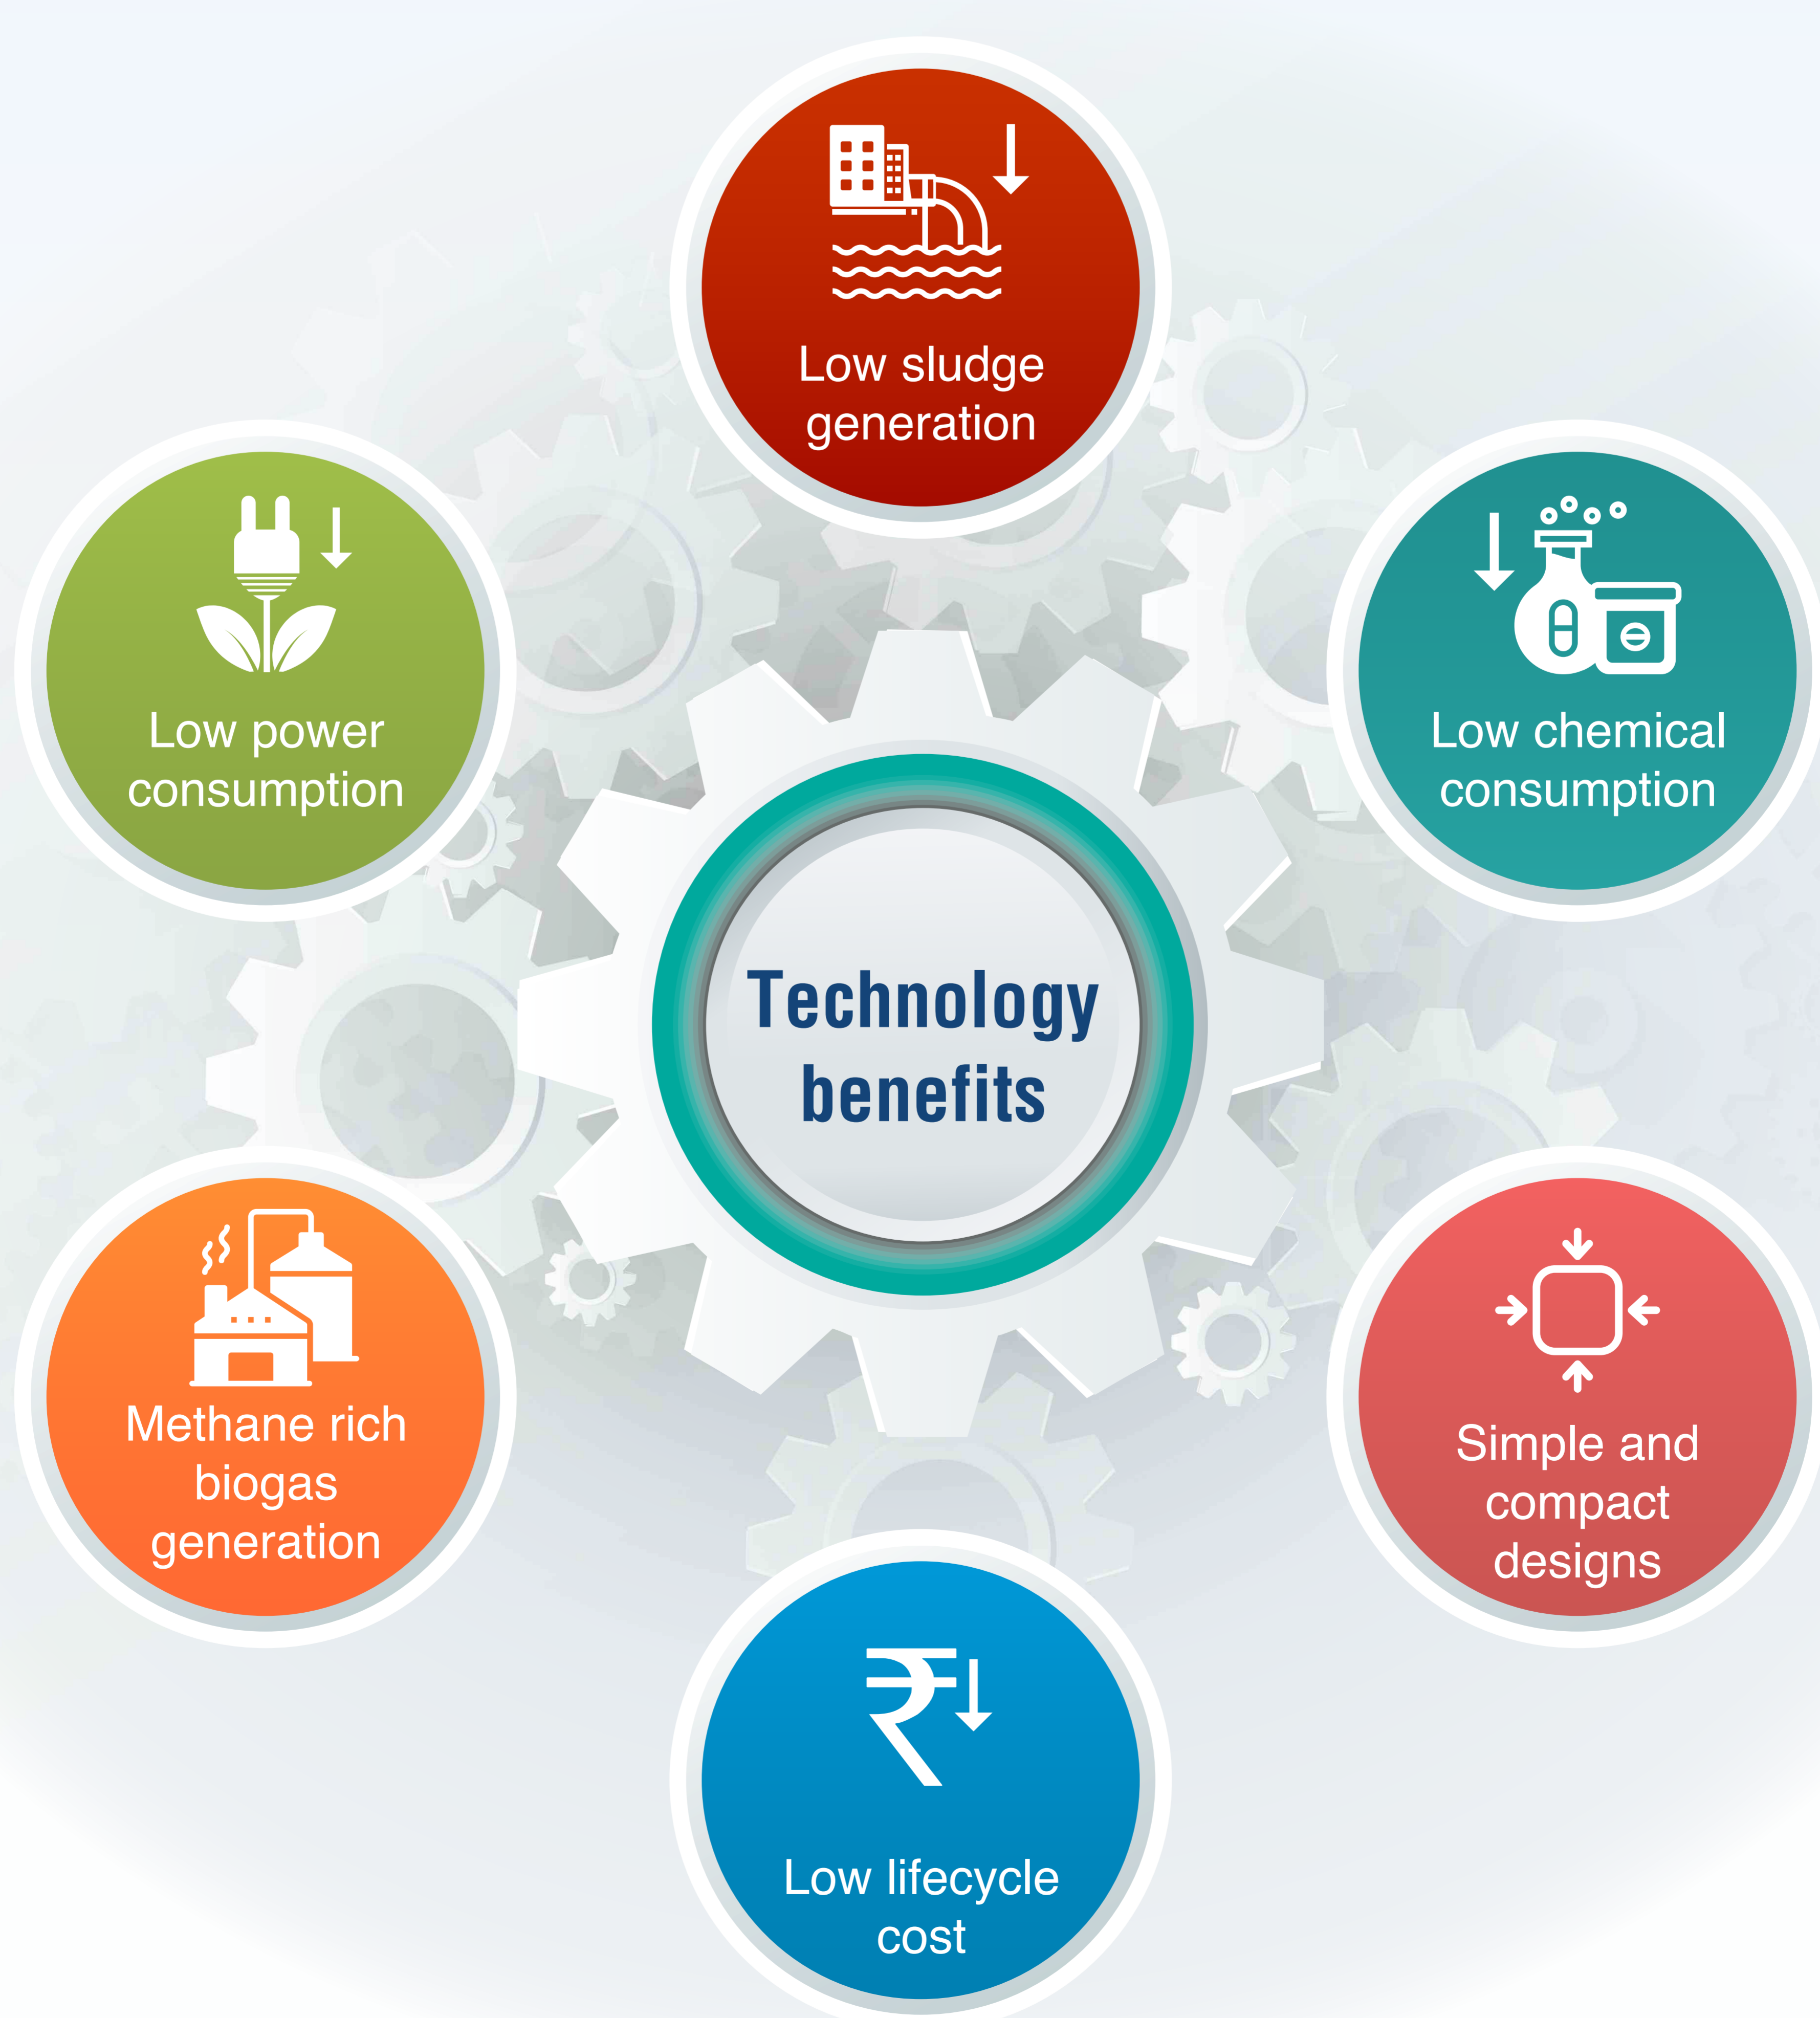 Low sludge
generation
Low power
consumption
Low chemical
consumption
Technology
benefits
Methane rich
biogas
generation
Simple and
compact
designs
₹
Low lifecycle
cost